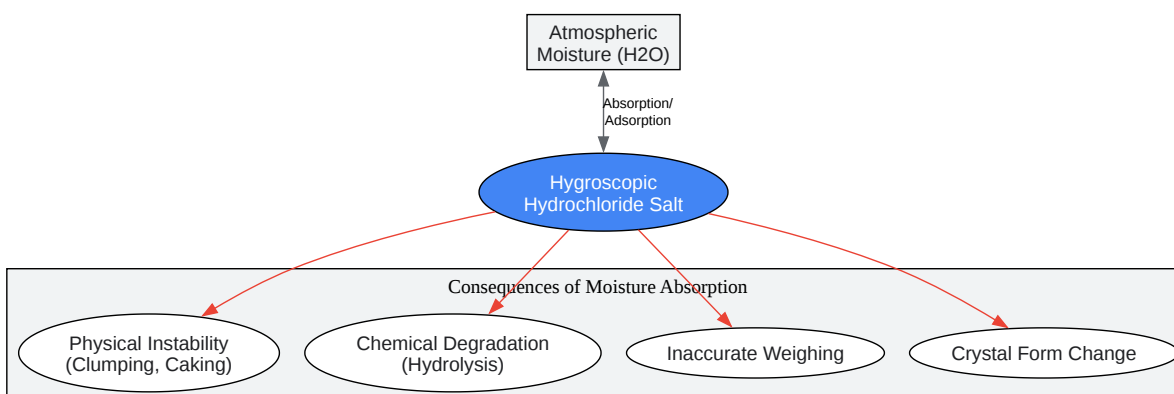 Atmospheric
Moisture (H2O)
Absorption/
Adsorption
Hygroscopic
Hydrochloride Salt
Consequences of Moisture Absorption
Physical Instability
(Clumping, Caking)
Chemical Degradation
(Hydrolysis)
Inaccurate Weighing
Crystal Form Change